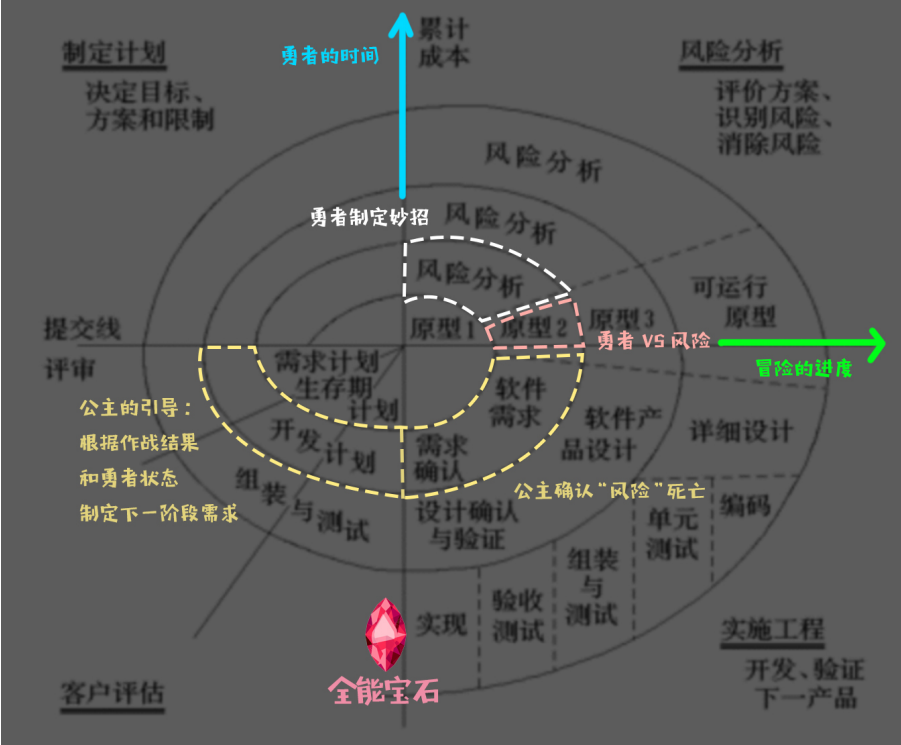 制定计划
决定目标、
方案和限制
勇者的时间
累计
成本
风险分析
评价方案、
识别风险、
消除风险
风险分析
勇者制定妙招
风险分析
风险分析
可运行
原型
提交线
评审
原型1
原型2
原型3
勇者 VS 风险
冒险的进度
需求计划
生存期
计划
软件
需求
公主的引导：
根据作战结果
和勇者状态
制定下一阶段需求
开发计划
需求
确认
软件产
品设计
详细设计
组装与测试
公主确认“风险”死亡
设计确认
与验证
单元
测试
编码
组装
与
测试
验收
测试
实现
实施工程
开发、验证
下一产品
全能宝石
客户评估